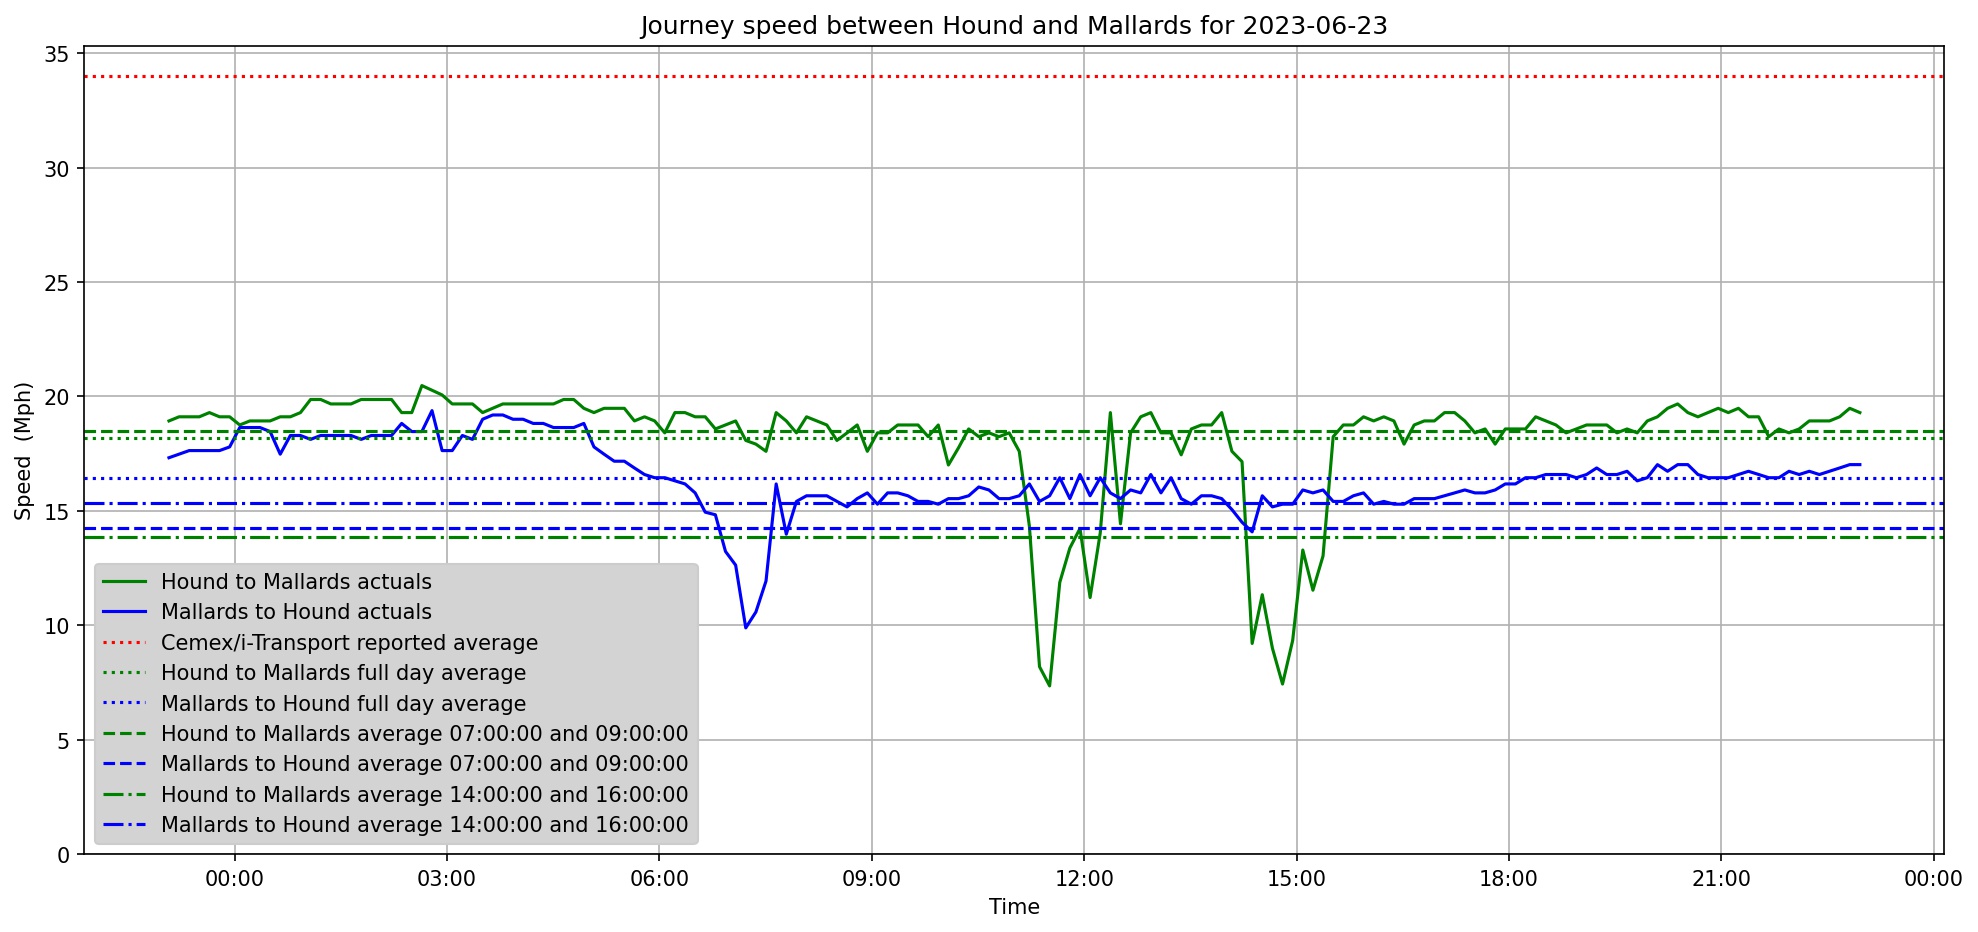 Journey speed between Hound and Mallards for 2023-06-23
35
30
25
20
15
10
5
0
Speed (Mph)
Hound to Mallards actuals
Mallards to Hound actuals
Cemex/i-Transport reported average
Hound to Mallards full day average
Mallards to Hound full day average
Hound to Mallards average 07:00:00 and 09:00:00
Mallards to Hound average 07:00:00 and 09:00:00
Hound to Mallards average 14:00:00 and 16:00:00
Mallards to Hound average 14:00:00 and 16:00:00
00:00 03:00 06:00 09:00 12:00 15:00 18:00 21:00 00:00
Time